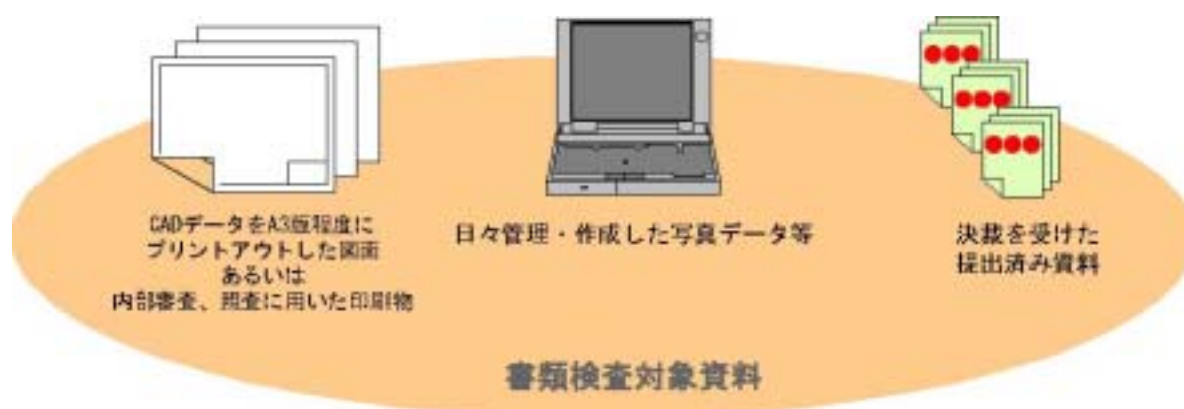 CADデータをA3版程度に
プリントアウトした図面
あるいは
内部審査、照査に用いた印刷物
日々管理・作成した写真データ等
決裁を受けた
提出済み資料
書類検査対象資料